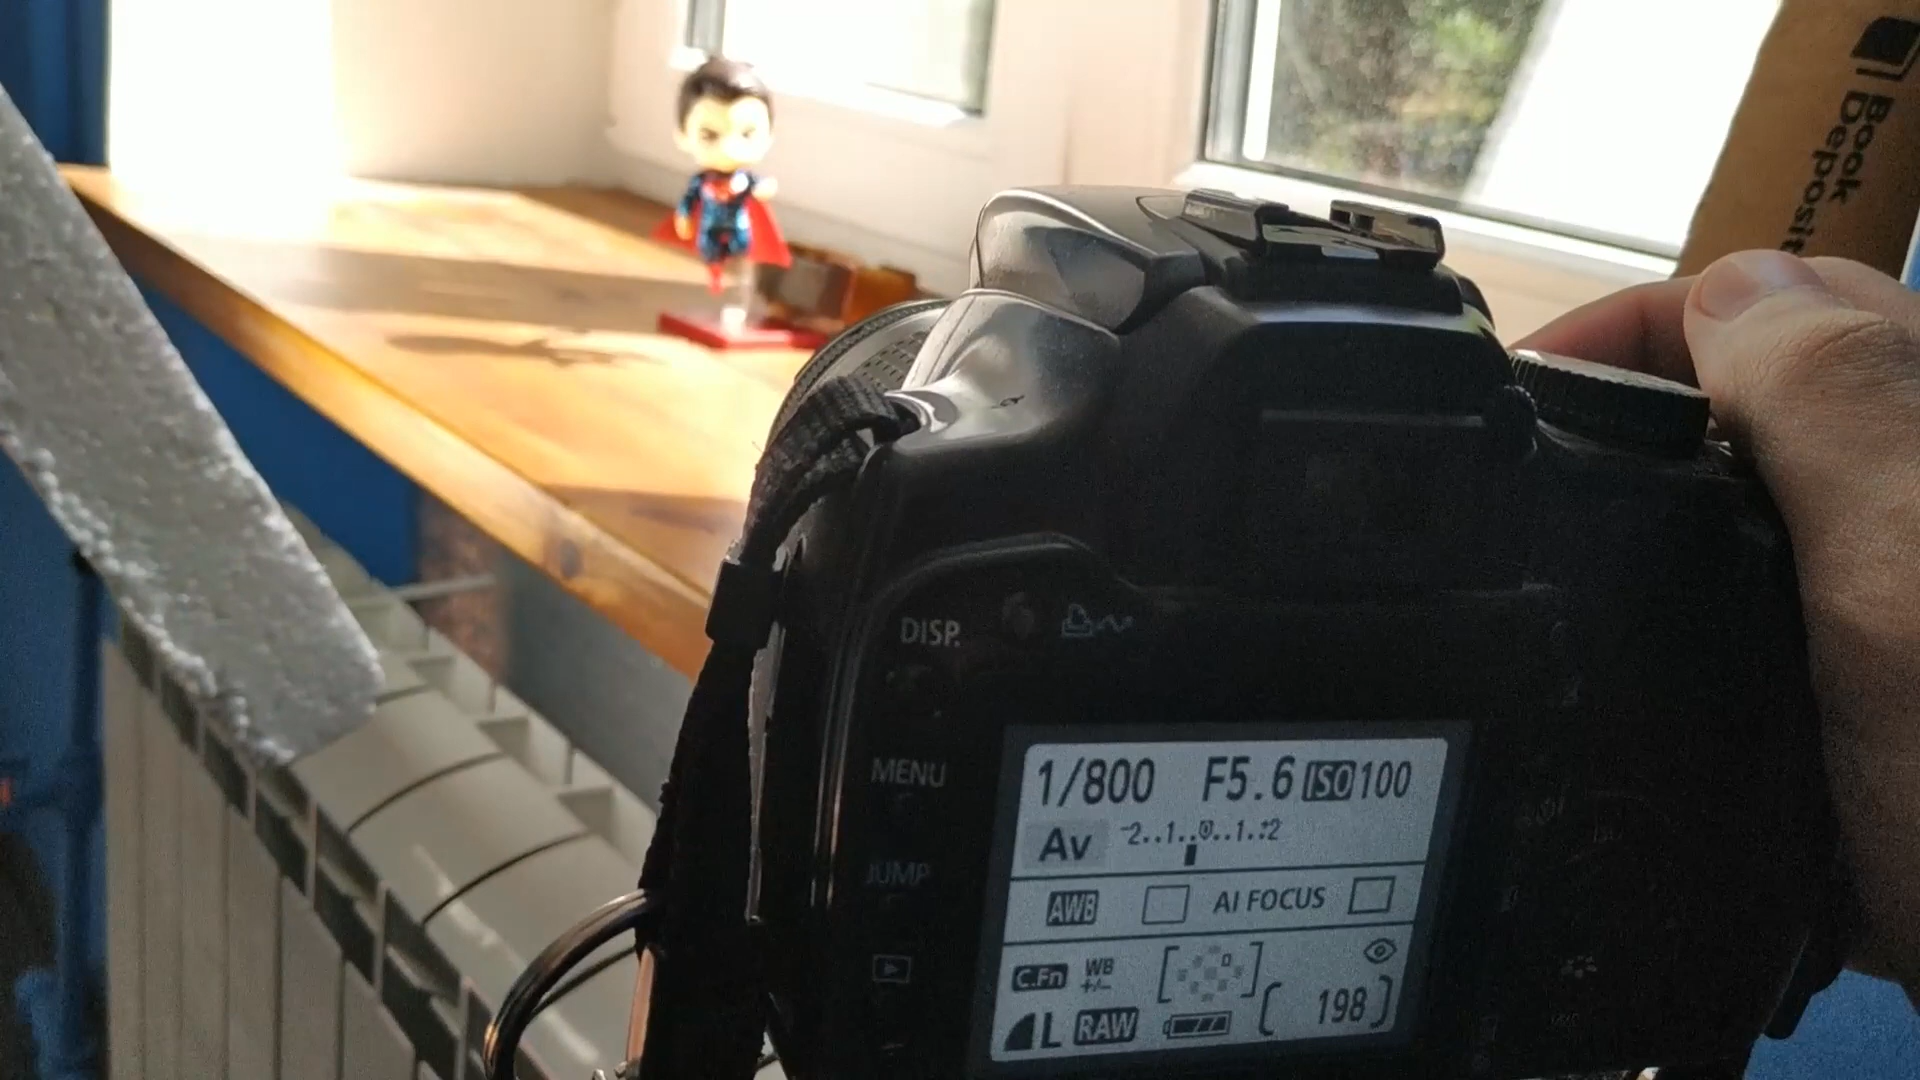 Book
Deposit
DISP.
MENU
JUMP
1/800 F5.6 ISO 100
Av -2..1..0..1..+2
AWB AI FOCUS
C.Fn WB +/-
L RAW [ 198 ]